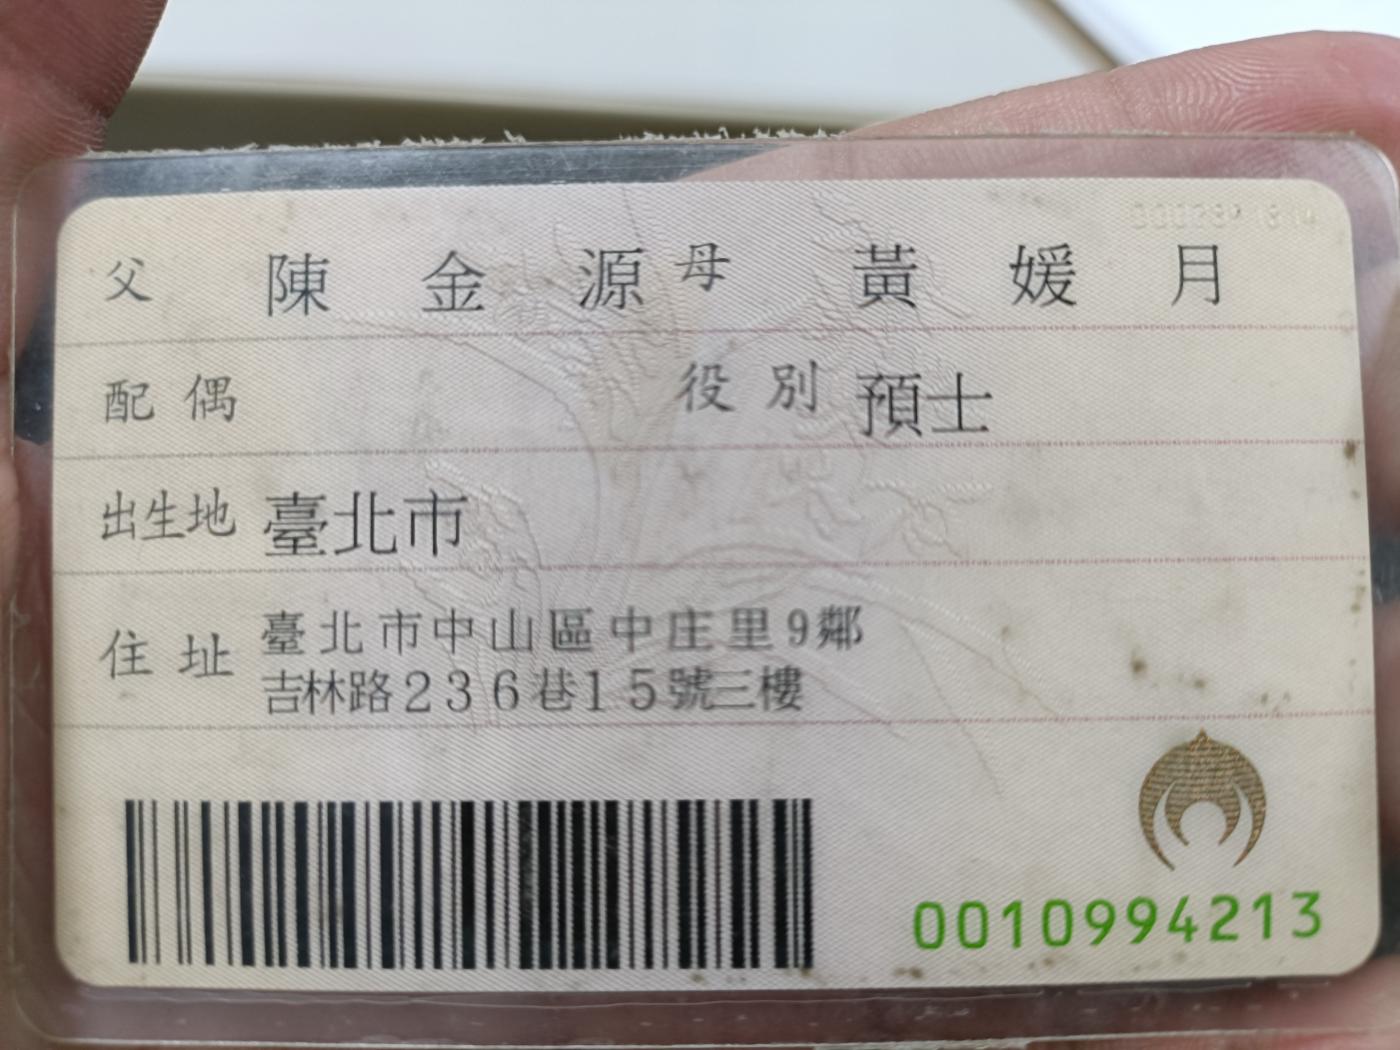 父 陳金源 母 黃媛月
配偶 役別 預士
出生地 臺北市
住址 臺北市中山區中庄里9鄰
吉林路236巷15號三樓
0010994213